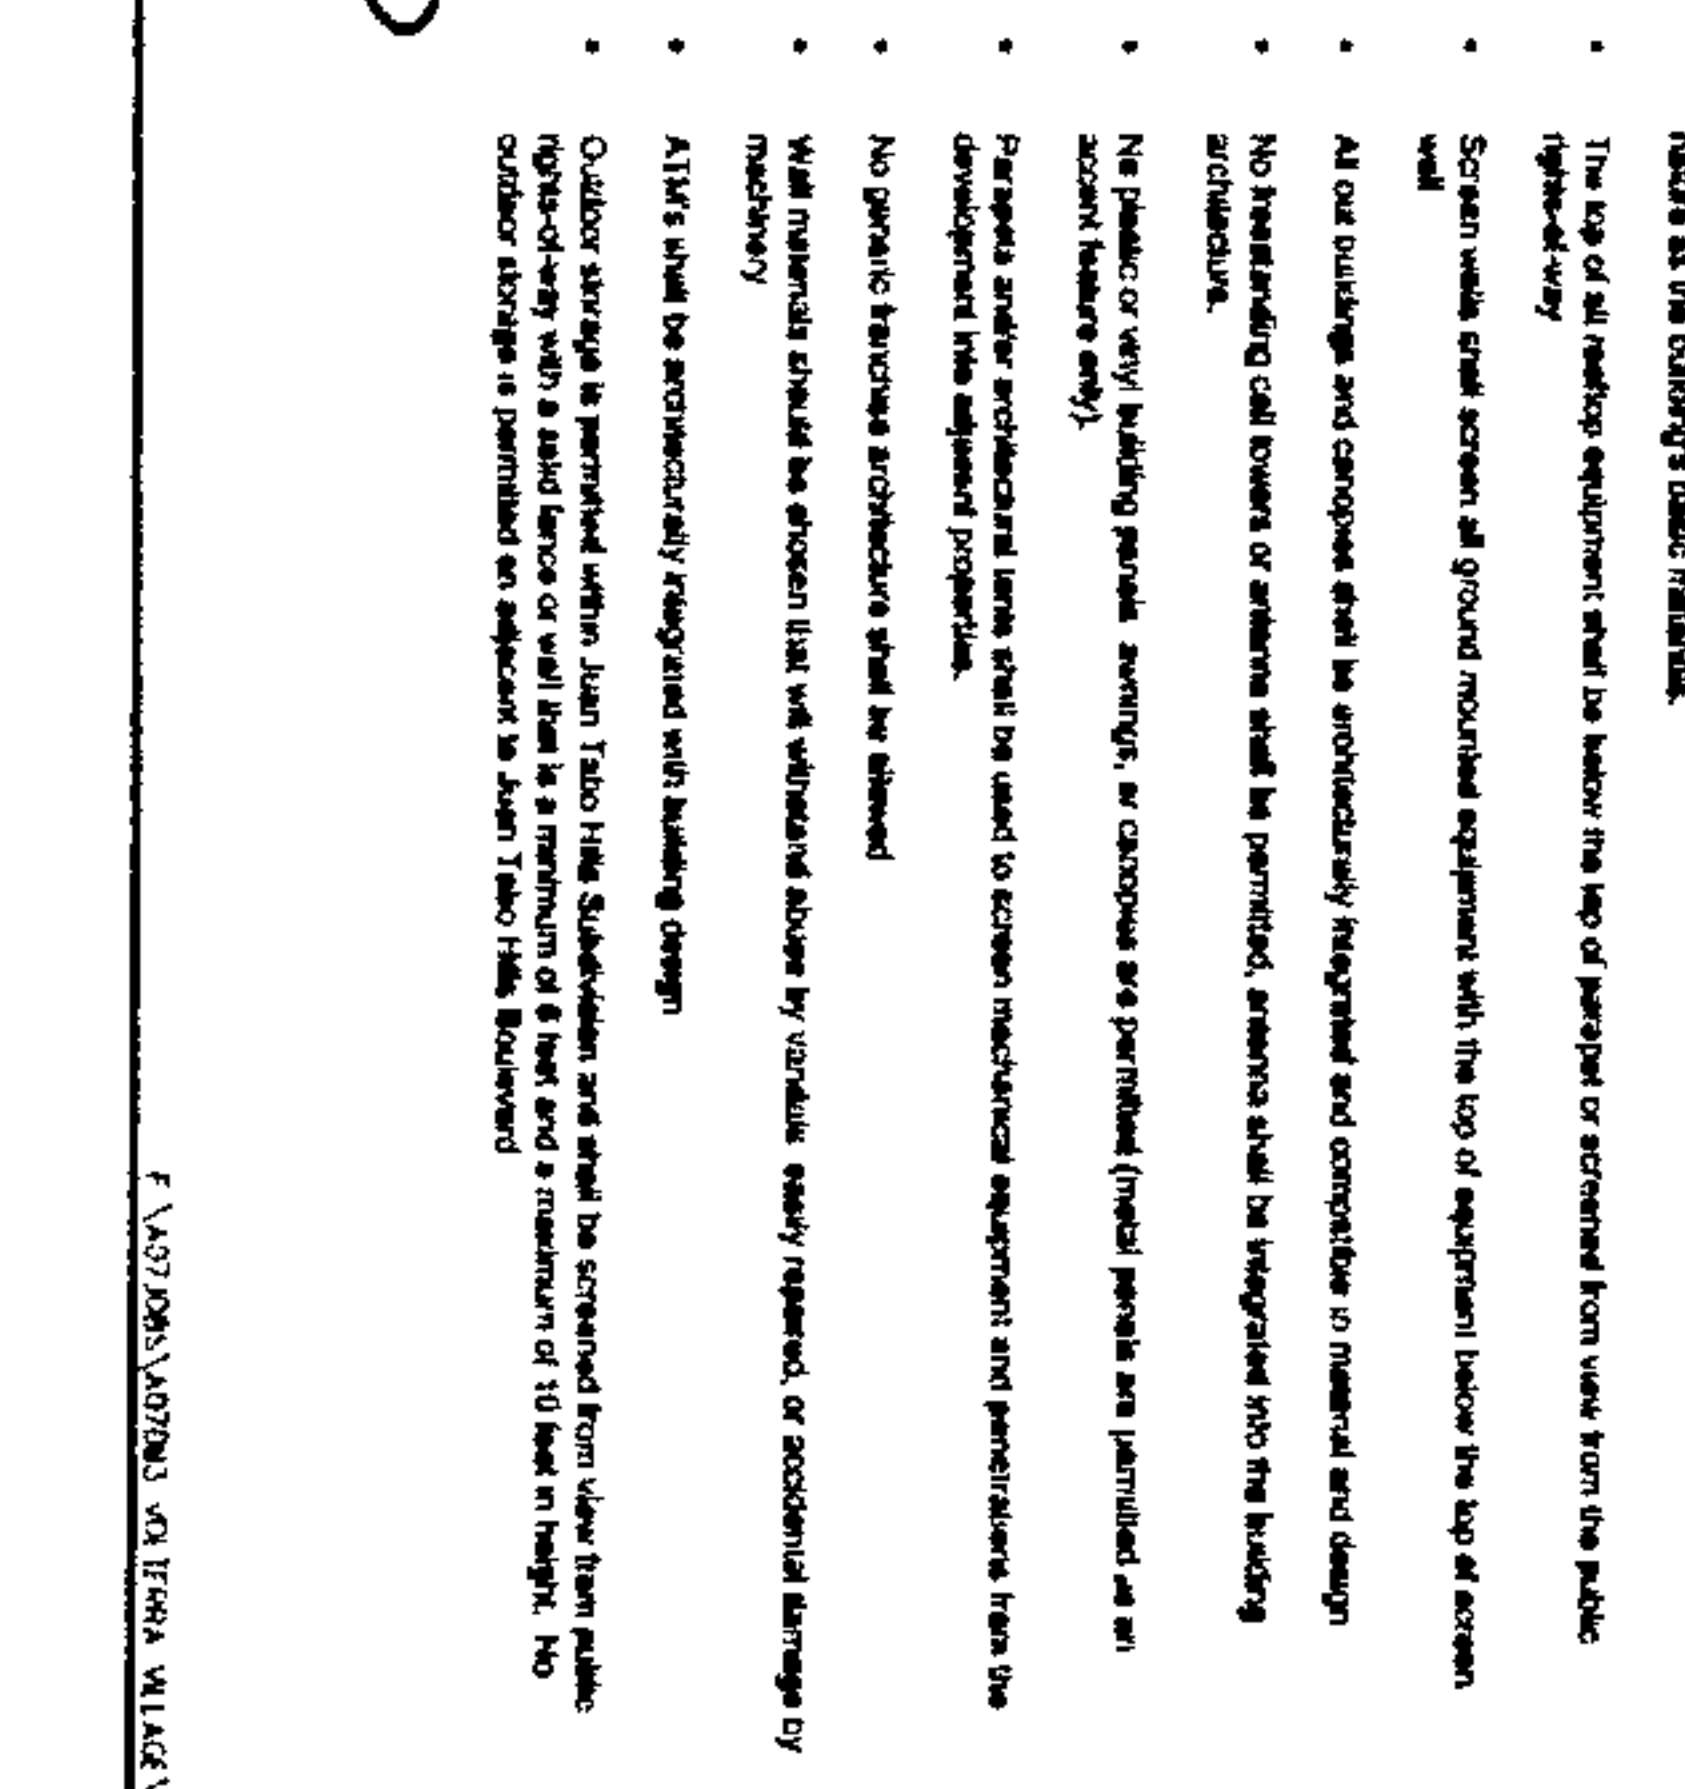 as the building's basic materials.
• The top of all rooftop equipment shall be below the top of parapet or screened from view from the public
rights-of-way
• Screen walls shall screen all ground mounted equipment with the top of equipment below the top of screen
wall
• All out buildings and canopies shall be architecturally integrated and compatible in material and design
• No freestanding cell towers or antenna shall be permitted, antenna shall be integrated into the building
architecture.
• No plastic or vinyl building panels, awnings, or canopies are permitted (metal panels are permitted as an
accent feature only).
• Parapets and/or architectural shall be used to screen mechanical equipment and penetrations from the
development into adjacent properties.
• No generic franchise architecture shall be allowed
• Wall materials should be chosen that will withstand abuse by vandals easily repaired, or accidental damage by
machinery
• ATM's shall be architecturally integrated with building design
• Outdoor storage is permitted within Juan Tabo Hills Subdivision and shall be screened from view from public
rights-of-way with a solid fence or wall that is a minimum of 6 feet and a maximum of 10 feet in height. No
outdoor storage is permitted on adjacent to Juan Tabo Hills Boulevard
F:\A07JOBS\A07083 VOLTERRA VILLAGE\